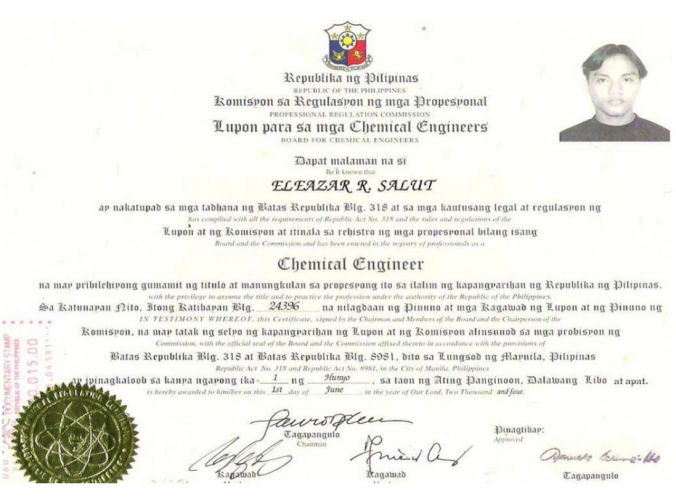 Republika ng Pilipinas
REPUBLIC OF THE PHILIPPINES
Komisyon sa Regulasyon ng mga Propesyonal
PROFESSIONAL REGULATION COMMISSION
Lupon para sa mga Chemical Engineers
BOARD FOR CHEMICAL ENGINEERS
Dapat malaman na si
Be it known that
ELEAZAR R. SALUT
ay nakatupad sa mga tadhana ng Batas Republika Blg. 318 at sa mga kautusang legal at regulasyon ng
has complied with all the requirements of Republic Act No. 318 and the rules and regulations of the
Lupon at ng Komisyon at itinala sa rehistro ng mga propesyonal bilang isang
Board and the Commission and has been entered in the registry of professionals as a
Chemical Engineer
na may pribilehiyong gumamit ng titulo at manungkulan sa propesyong ito sa ilalim ng kapangyarihan ng Republika ng Pilipinas.
with the privilege to assume the title and to practice the profession under the authority of the Republic of the Philippines.
Sa Katunayan Nito, Itong Katibayan Blg. 24396 na nilagdaan ng Pinuno at mga Kagawad ng Lupon at ng Pinuno ng
IN TESTIMONY WHEREOF, this Certificate, signed by the Chairman and Members of the Board and the Chairperson of the
Komisyon, na may tatak ng selyo ng kapangyarihan ng Lupon at ng Komisyon alinsunod sa mga probisyon ng
Commission, with the official seal of the Board and the Commission affixed thereto in accordance with the provisions of
Batas Republika Blg. 318 at Batas Republika Blg. 8981, dito sa Lungsod ng Maynila, Pilipinas
Republic Act No. 318 and Republic Act No. 8981, in the City of Manila, Philippines
ay ipinagkaloob sa kanya ngayong ika- 1 ng Hunyo, sa taon ng Ating Panginoon, Dalawang Libo at apat.
is hereby awarded to him/her on this 1st day of June in the year of Our Lord, Two Thousand and four.
DOCUMENTARY STAMP
015.00
Tagapangulo
Chairman
Pinagtibay:
Approved
Kagawad
Kagawad
Tagapangulo